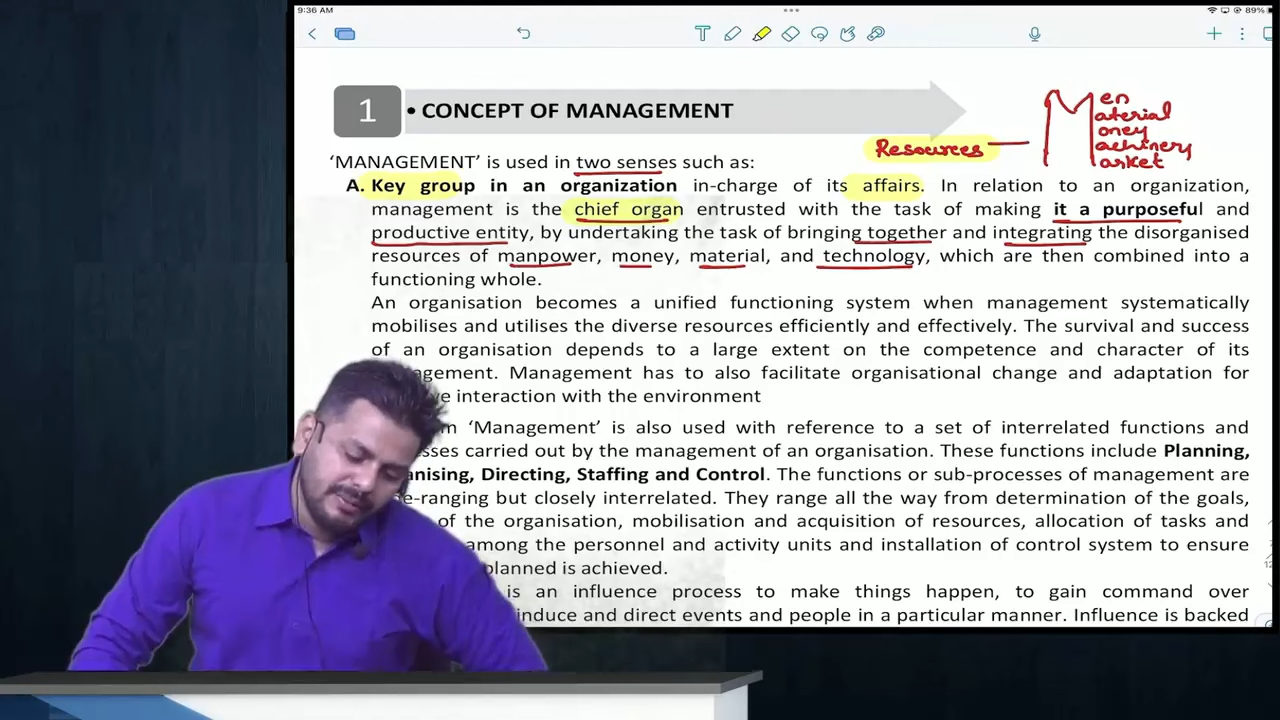 9:36 AM
89%
T
1
• CONCEPT OF MANAGEMENT
Men
Material
Money
Machinery
Market
Resources
‘MANAGEMENT’ is used in two senses such as:
A. Key group in an organization in-charge of its affairs. In relation to an organization,
management is the chief organ entrusted with the task of making it a purposeful and
productive entity, by undertaking the task of bringing together and integrating the disorganised
resources of manpower, money, material, and technology, which are then combined into a
functioning whole.
An organisation becomes a unified functioning system when management systematically
mobilises and utilises the diverse resources efficiently and effectively. The survival and success
of an organisation depends to a large extent on the competence and character of its
gement. Management has to also facilitate organisational change and adaptation for
e interaction with the environment
‘Management’ is also used with reference to a set of interrelated functions and
sses carried out by the management of an organisation. These functions include Planning,
nising, Directing, Staffing and Control. The functions or sub-processes of management are
e-ranging but closely interrelated. They range all the way from determination of the goals,
of the organisation, mobilisation and acquisition of resources, allocation of tasks and
among the personnel and activity units and installation of control system to ensure
planned is achieved.
is an influence process to make things happen, to gain command over
induce and direct events and people in a particular manner. Influence is backed